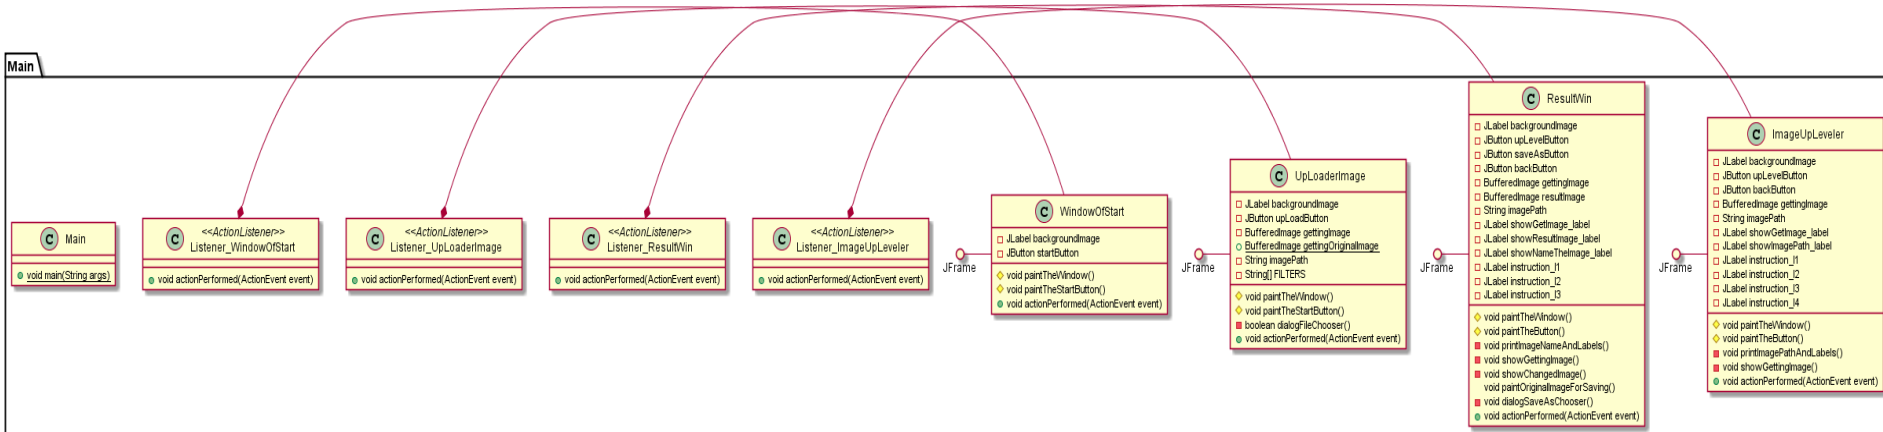 Main
C Main
void main(String args)
<<ActionListener>>
C Listener_WindowOfStart
void actionPerformed(ActionEvent event)
<<ActionListener>>
C Listener_UpLoaderImage
void actionPerformed(ActionEvent event)
<<ActionListener>>
C Listener_ResultWin
void actionPerformed(ActionEvent event)
<<ActionListener>>
C Listener_ImageUpLeveler
void actionPerformed(ActionEvent event)
JFrame
C WindowOfStart
JLabel backgroundImage
JButton startButton
void paintTheWindow()
void paintTheStartButton()
void actionPerformed(ActionEvent event)
JFrame
C UpLoaderImage
JLabel backgroundImage
JButton upLoadButton
BufferedImage gettingImage
BufferedImage gettingOriginalImage
String imagePath
String[] FILTERS
void paintTheWindow()
void paintTheStartButton()
boolean dialogFileChooser()
void actionPerformed(ActionEvent event)
JFrame
C ResultWin
JLabel backgroundImage
JButton upLevelButton
JButton saveAsButton
JButton backButton
BufferedImage gettingImage
BufferedImage resultImage
String imagePath
JLabel showGetImage_label
JLabel showResultImage_label
JLabel showNameTheImage_label
JLabel instruction_l1
JLabel instruction_l2
JLabel instruction_l3
void paintTheWindow()
void paintTheButton()
void printImageNameAndLabels()
void showGettingImage()
void showChangedImage()
void paintOriginalImageForSaving()
void dialogSaveAsChooser()
void actionPerformed(ActionEvent event)
JFrame
C ImageUpLeveler
JLabel backgroundImage
JButton upLevelButton
JButton backButton
BufferedImage gettingImage
String imagePath
JLabel showGetImage_label
JLabel showImagePath_label
JLabel instruction_l1
JLabel instruction_l2
JLabel instruction_l3
JLabel instruction_l4
void paintTheWindow()
void paintTheButton()
void printImagePathAndLabels()
void showGettingImage()
void actionPerformed(ActionEvent event)